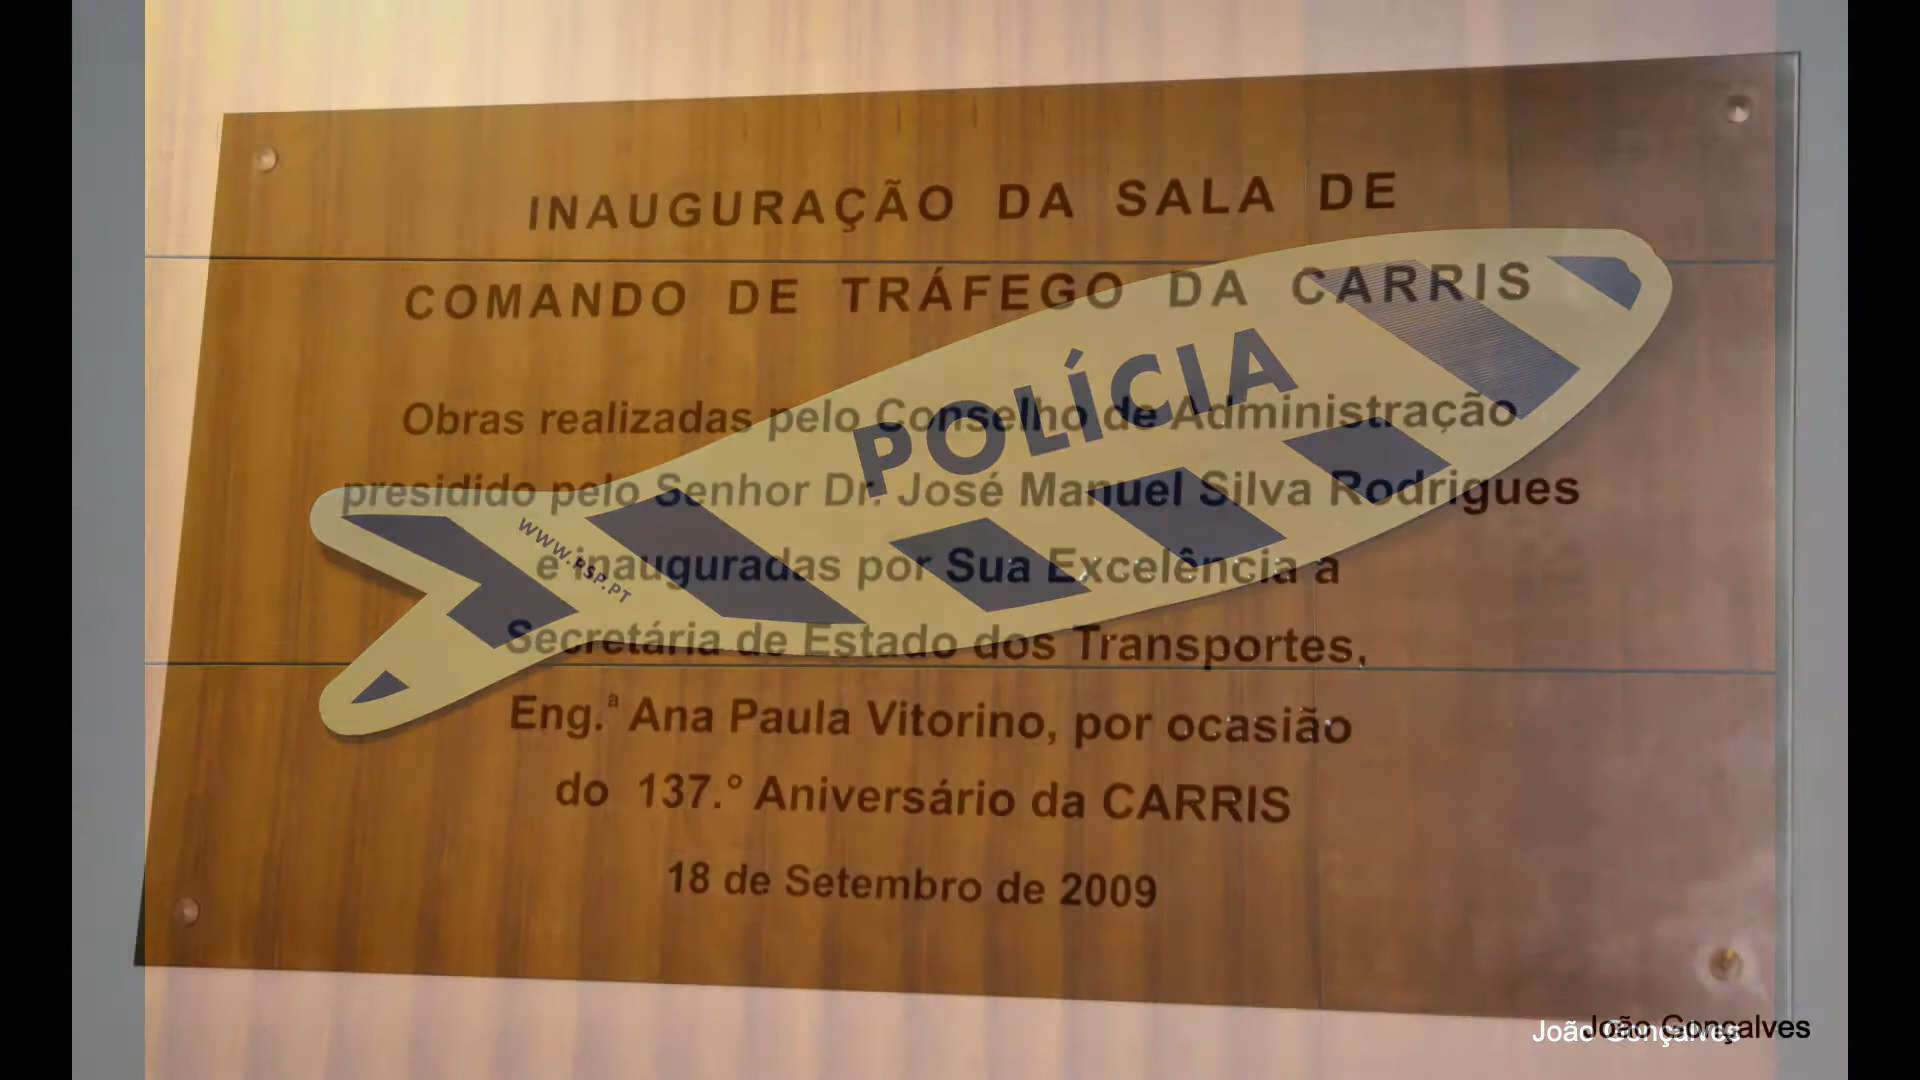 INAUGURAÇÃO DA SALA DE
COMANDO DE TRÁFEGO DA CARRIS
POLÍCIA
Obras realizadas pelo Conselho de Administração
presidido pelo Senhor Dr. José Manuel Silva Rodrigues
WWW.PSP.PT
e inauguradas por Sua Excelência a
Secretária de Estado dos Transportes,
Eng.ª Ana Paula Vitorino, por ocasião
do 137.º Aniversário da CARRIS
18 de Setembro de 2009
João Gonçalves
João Gonçalves